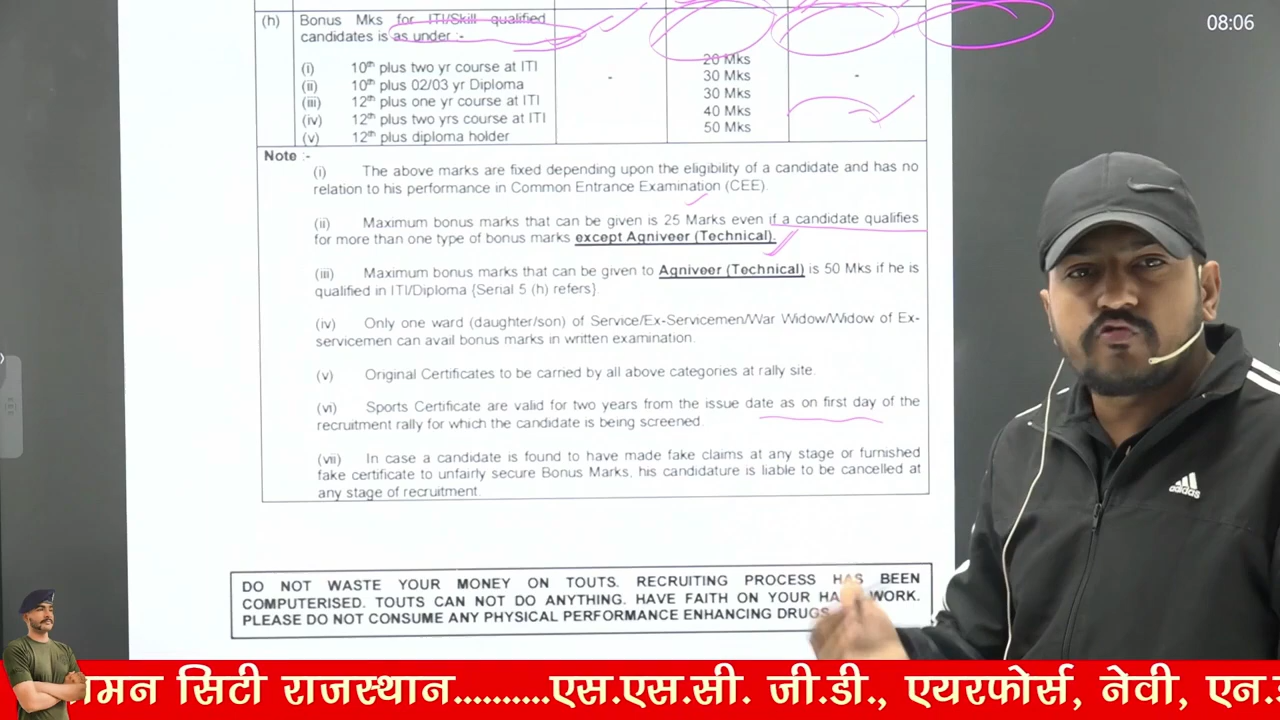 08:06
(h) Bonus Mks for ITI/Skill qualified
candidates is as under :-
(i) 10th plus two yr course at ITI - 20 Mks -
(ii) 10th plus 02/03 yr Diploma 30 Mks
(iii) 12th plus one yr course at ITI 30 Mks
(iv) 12th plus two yrs course at ITI 40 Mks
(v) 12th plus diploma holder 50 Mks
Note :-
(i) The above marks are fixed depending upon the eligibility of a candidate and has no
relation to his performance in Common Entrance Examination (CEE).
(ii) Maximum bonus marks that can be given is 25 Marks even if a candidate qualifies
for more than one type of bonus marks except Agniveer (Technical).
(iii) Maximum bonus marks that can be given to Agniveer (Technical) is 50 Mks if he is
qualified in ITI/Diploma {Serial 5 (h) refers}.
(iv) Only one ward (daughter/son) of Service/Ex-Servicemen/War Widow/Widow of Ex-
servicemen can avail bonus marks in written examination.
(v) Original Certificates to be carried by all above categories at rally site.
(vi) Sports Certificate are valid for two years from the issue date as on first day of the
recruitment rally for which the candidate is being screened.
(vii) In case a candidate is found to have made fake claims at any stage or furnished
fake certificate to unfairly secure Bonus Marks, his candidature is liable to be cancelled at
any stage of recruitment.
DO NOT WASTE YOUR MONEY ON TOUTS. RECRUITING PROCESS HAS BEEN
COMPUTERISED. TOUTS CAN NOT DO ANYTHING. HAVE FAITH ON YOUR WORK.
PLEASE DO NOT CONSUME ANY PHYSICAL PERFORMANCE ENHANCING DRUGS
adidas
सिटी राजस्थान..........एस.एस.सी. जी.डी., एयरफोर्स, नेवी,